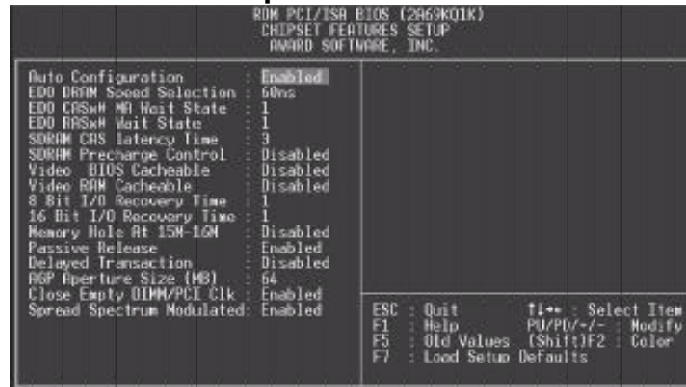 ROM PCI/ISA BIOS (2A69KQ1K)
CHIPSET FEATURES SETUP
AWARD SOFTWARE, INC.
Auto Configuration : Enabled
EDO DRAM Speed Selection : 60ns
EDO CASx# MA Wait State : 1
EDO RASx# Wait State : 1
SDRAM CAS latency Time : 3
SDRAM Precharge Control : Disabled
Video BIOS Cacheable : Disabled
Video RAM Cacheable : Disabled
8 Bit I/O Recovery Time : 1
16 Bit I/O Recovery Time : 1
Memory Hole At 15M-16M : Disabled
Passive Release : Enabled
Delayed Transaction : Disabled
AGP Aperture Size (MB) : 64
Close Empty DIMM/PCI Clk : Enabled
Spread Spectrum Modulated: Enabled
ESC : Quit ↑↓→← : Select Item
F1 : Help PU/PD/+/- : Modify
F5 : Old Values (Shift)F2 : Color
F7 : Load Setup Defaults